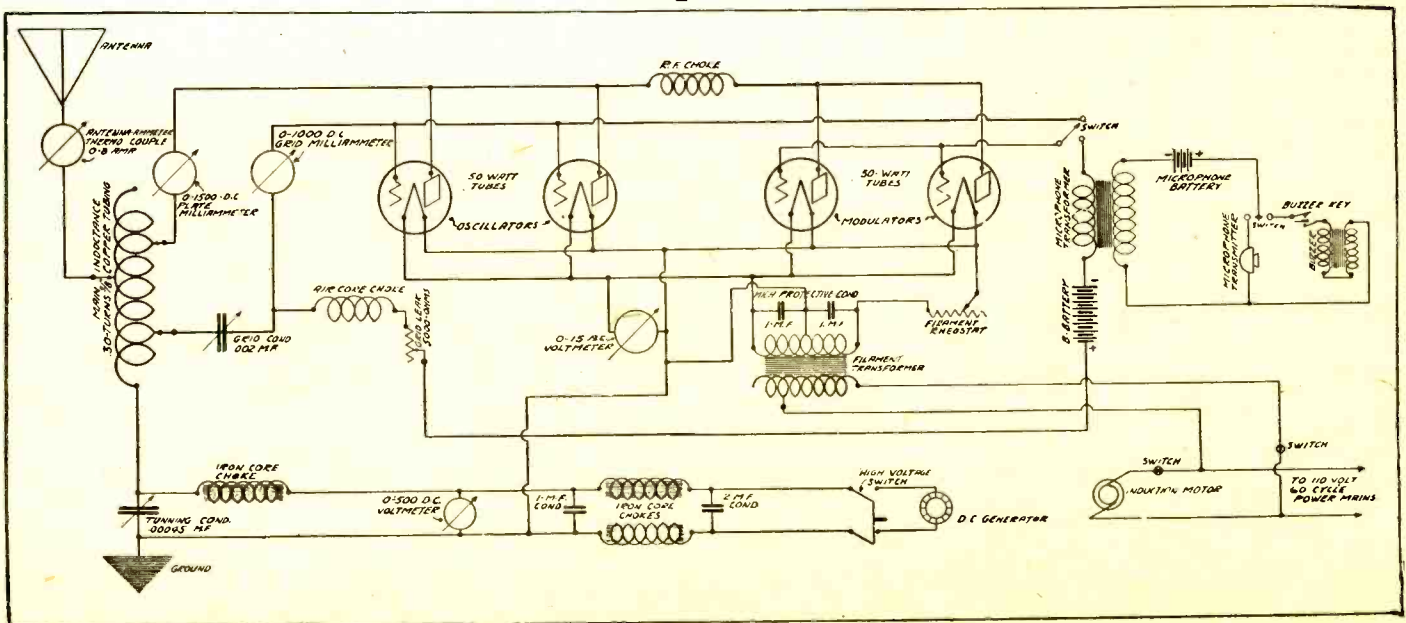 ANTENNA
ANTENNA-AMMETER
THERMO COUPLE
0-8 AMP.
0-1500-D.C.
PLATE
MILLIAMMETER
0-1000 D.C.
GRID MILLIAMMETER
R.F. CHOKE
50 WATT
TUBES
OSCILLATORS
50-WATT
TUBES
MODULATORS
SWITCH
MICROPHONE
TRANSFORMER
- +
MICROPHONE
BATTERY
MICROPHONE
TRANSMITTER
SWITCH
BUZZER KEY
BUZZER
MAIN INDUCTANCE
30-TURNS COPPER TUBING
GRID COND
.002 M.F.
AIR CORE CHOKE
GRID LEAK
5000-OHMS
0-15 A.C.
VOLTMETER
PROTECTIVE COND
1-M.F.
1.M.F
FILAMENT
RHEOSTAT
FILAMENT
TRANSFORMER
B-BATTERY
+
IRON CORE
CHOKE
TUNNING COND.
.00045 M.F.
GROUND
0-500 D.C.
VOLTMETER
1-M.F.
COND
IRON CORE
CHOKES
2 M.F.
COND
HIGH VOLTAGE
SWITCH
D.C GENERATOR
SWITCH
INDUCTION MOTOR
SWITCH
TO 110 VOLT
60 CYCLE
POWER MAINS